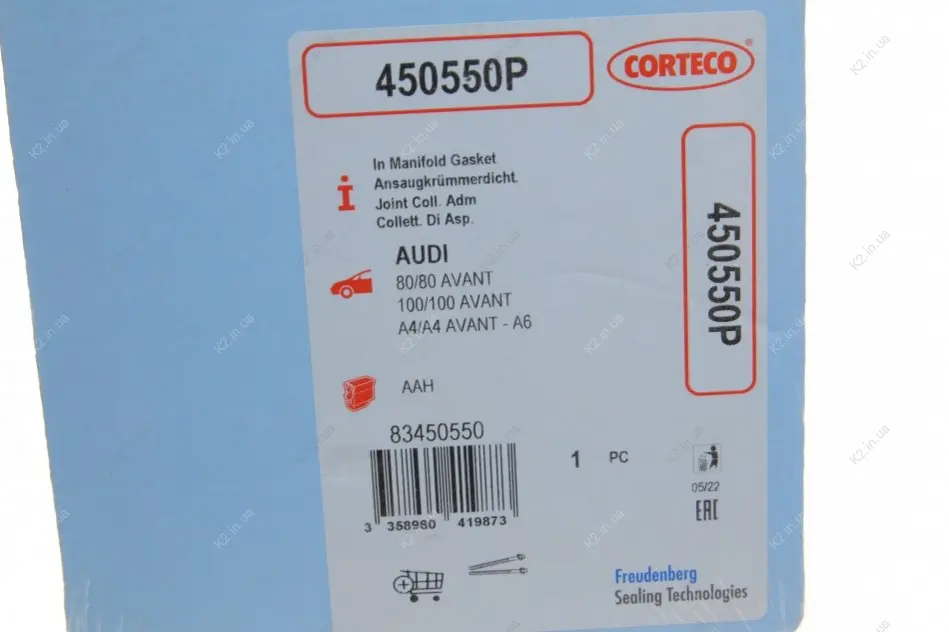 450550P
CORTECO®
450550P
In Manifold Gasket
Ansaugkrümmerdicht.
Joint Coll. Adm
Collett. Di Asp.
AUDI
80/80 AVANT
100/100 AVANT
A4/A4 AVANT - A6
AAH
83450550
3 358960 419873
1 PC
05/22
EAC
Freudenberg
Sealing Technologies
K2.in.ua